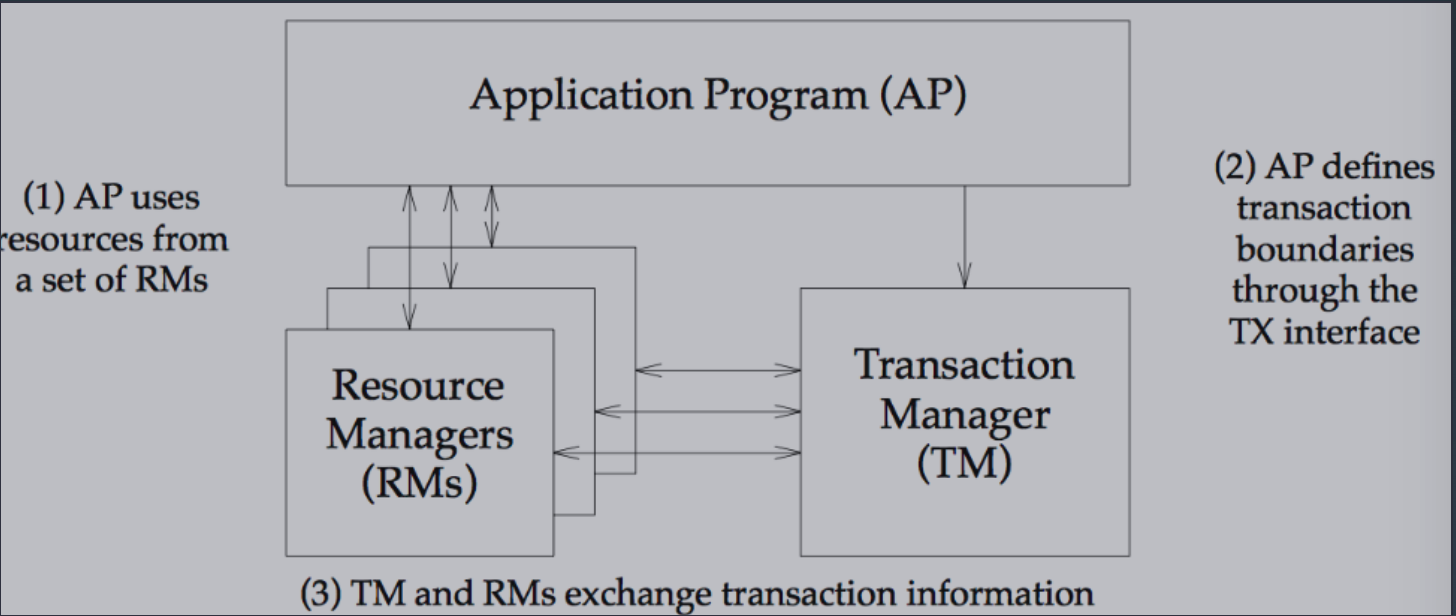 Application Program (AP)
(1) AP uses
resources from
a set of RMs
(2) AP defines
transaction
boundaries
through the
TX interface
Resource
Managers
(RMs)
Transaction
Manager
(TM)
(3) TM and RMs exchange transaction information